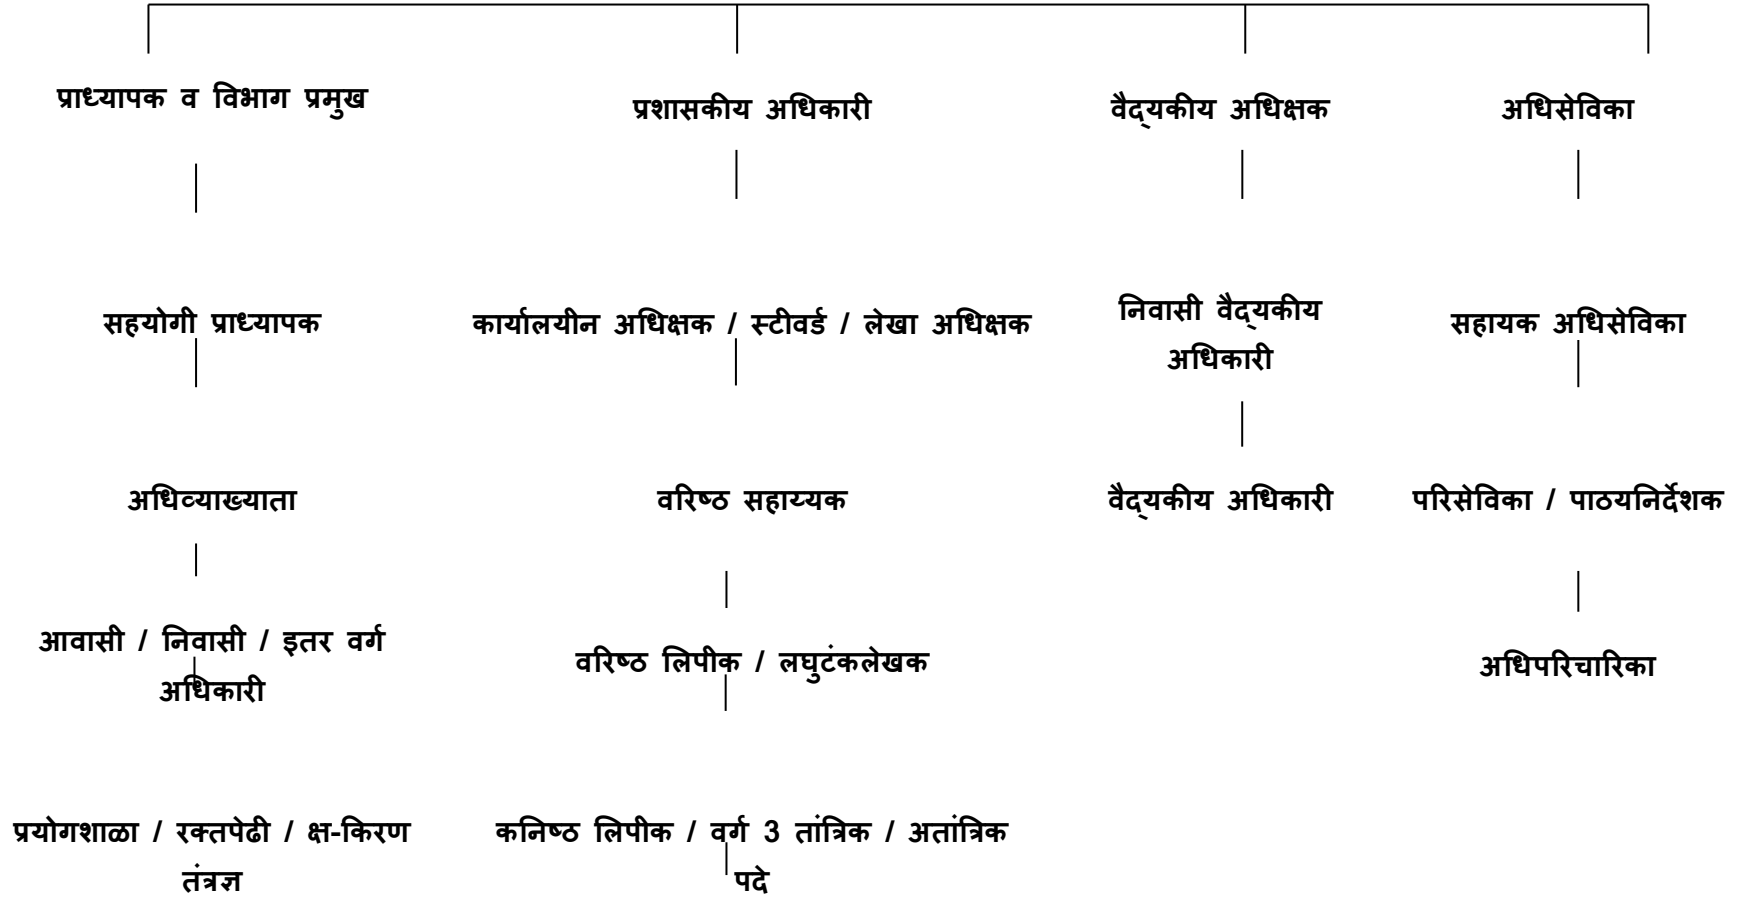 प्राध्यापक व विभाग प्रमुख
प्रशासकीय अधिकारी
वैद्यकीय अधिक्षक
अधिसेविका
सहयोगी प्राध्यापक
कार्यालयीन अधिक्षक / स्टीवर्ड / लेखा अधिक्षक
निवासी वैद्यकीय
अधिकारी
सहायक अधिसेविका
अधिव्याख्याता
वरिष्ठ सहाय्यक
वैद्यकीय अधिकारी
परिसेविका / पाठयनिर्देशक
आवासी / निवासी / इतर वर्ग
अधिकारी
वरिष्ठ लिपीक / लघुटंकलेखक
अधिपरिचारिका
प्रयोगशाळा / रक्तपेढी / क्ष-किरण
तंत्रज्ञ
कनिष्ठ लिपीक / वर्ग 3 तांत्रिक / अतांत्रिक
पदे